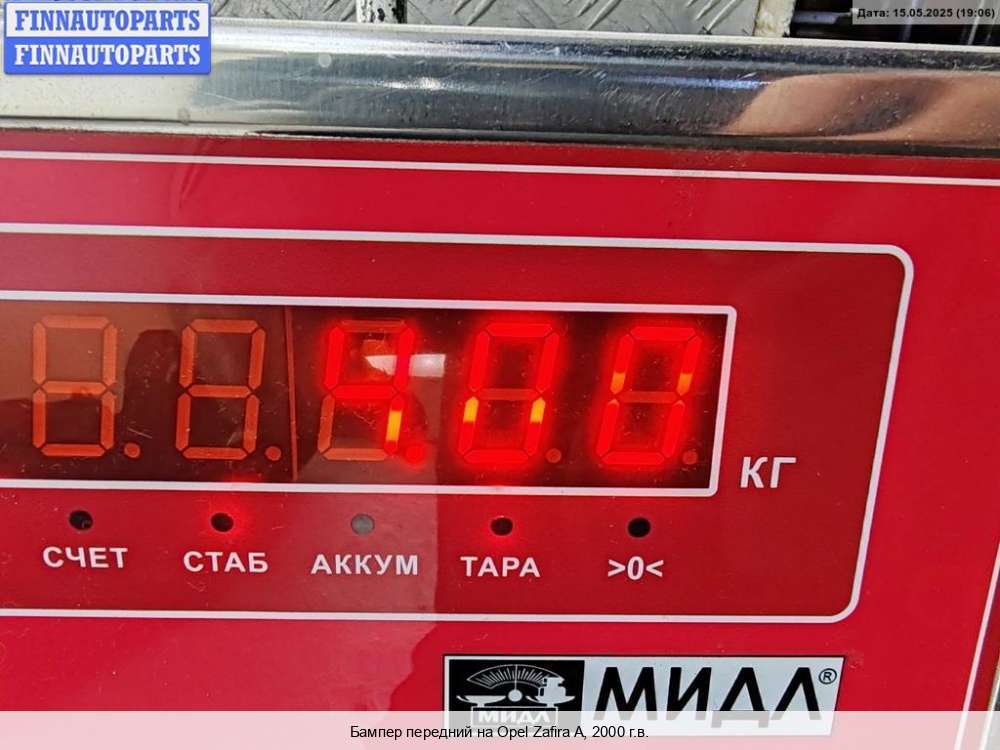 FINNAUTOPARTS
FINNAUTOPARTS
Дата: 15.05.2025 (19:06)
4.00
КГ
СЧЕТ СТАБ АККУМ ТАРА >0<
МИДЛ
МИДЛ®
Бампер передний на Opel Zafira A, 2000 г.в.